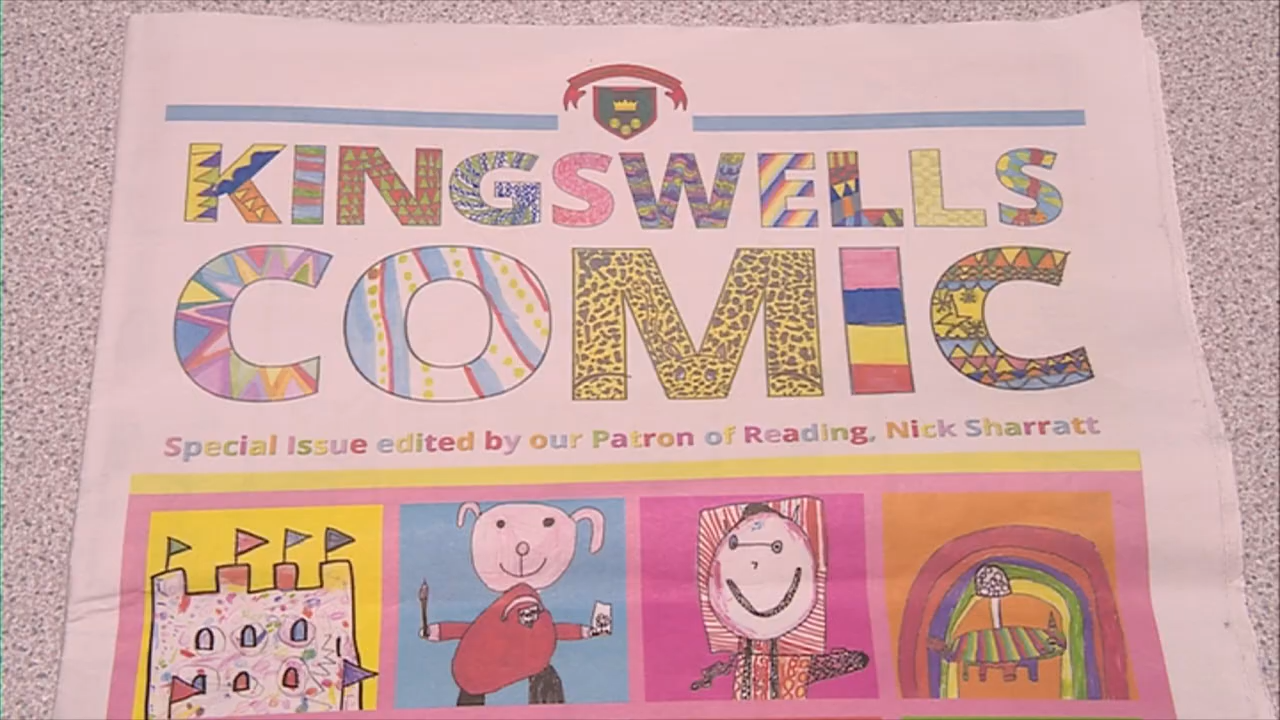 KINGSWELLS
COMIC
Special Issue edited by our Patron of Reading, Nick Sharratt